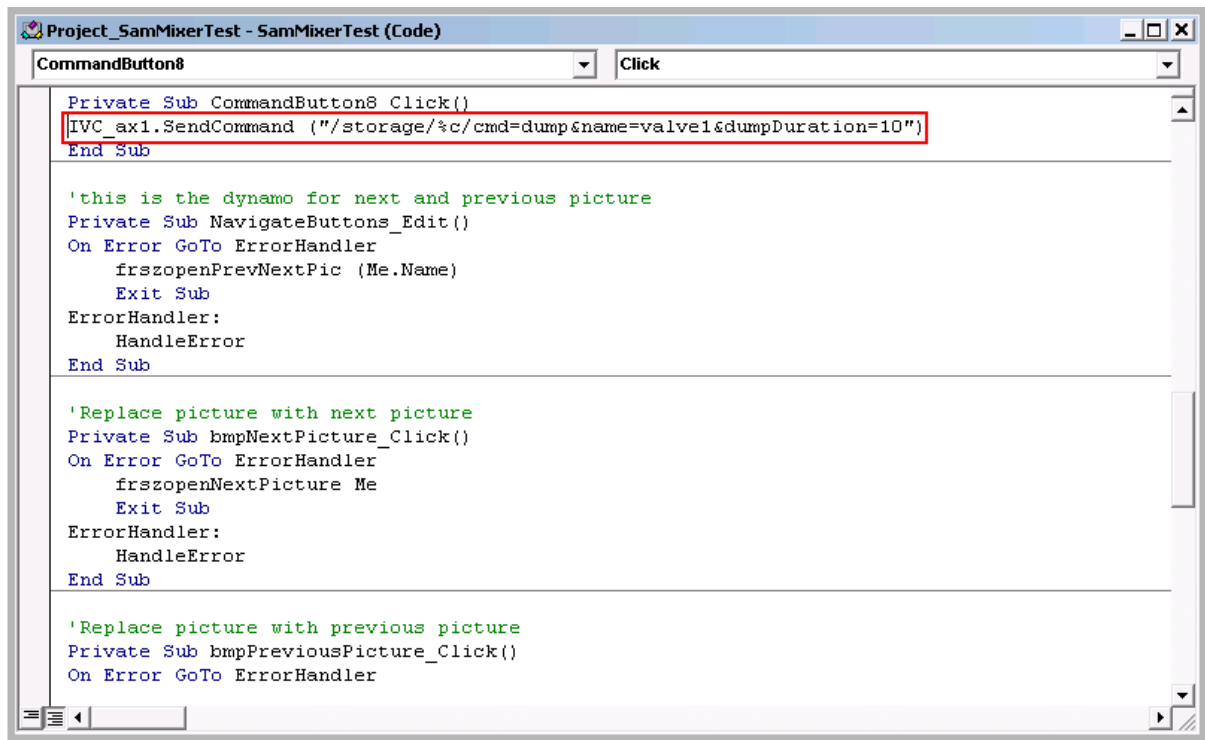 Project_SamMixerTest - SamMixerTest (Code)
CommandButton8 Click
Private Sub CommandButton8_Click()
IVC_ax1.SendCommand ("/storage/%c/cmd=dump&name=valve1&dumpDuration=10")
End Sub
'this is the dynamo for next and previous picture
Private Sub NavigateButtons_Edit()
On Error GoTo ErrorHandler
frszopenPrevNextPic (Me.Name)
Exit Sub
ErrorHandler:
HandleError
End Sub
'Replace picture with next picture
Private Sub bmpNextPicture_Click()
On Error GoTo ErrorHandler
frszopenNextPicture Me
Exit Sub
ErrorHandler:
HandleError
End Sub
'Replace picture with previous picture
Private Sub bmpPreviousPicture_Click()
On Error GoTo ErrorHandler